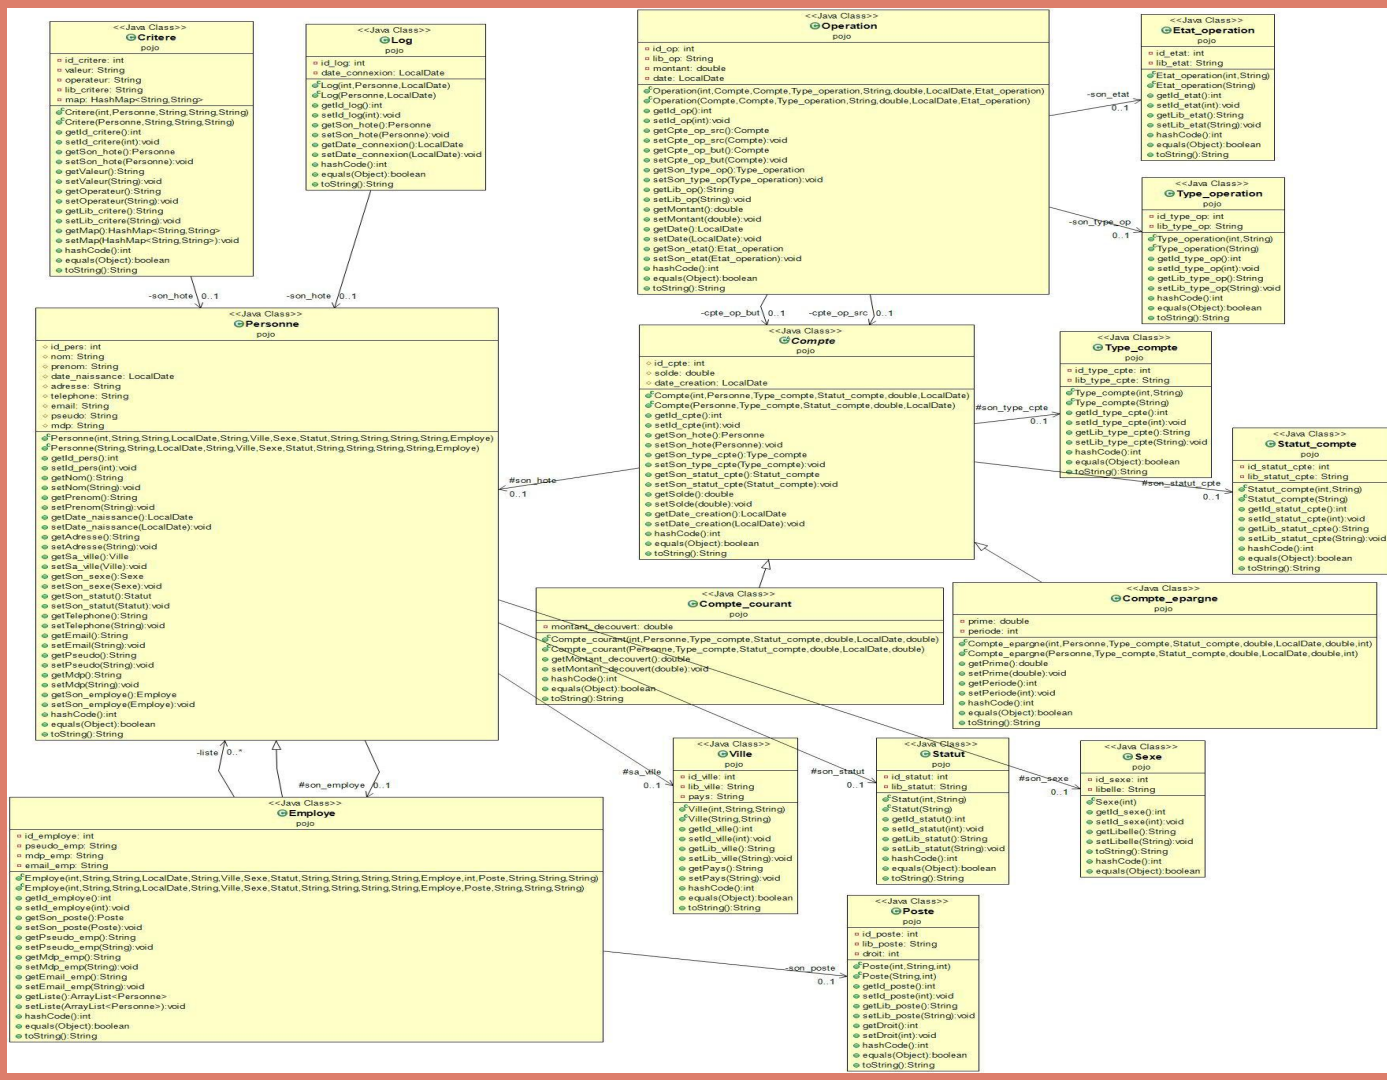 <<Java Class>>
Critere
pojo
id_critere: int
valeur: String
operateur: String
lib_critere: String
map: HashMap<String,String>
Critere(int,Personne,String,String,String)
Critere(Personne,String,String,String)
getId_critere():int
setId_critere(int):void
getSon_hote():Personne
setSon_hote(Personne):void
getValeur():String
setValeur(String):void
getOperateur():String
setOperateur(String):void
getLib_critere():String
setLib_critere(String):void
getMap():HashMap<String,String>
setMap(HashMap<String,String>):void
hashCode():int
equals(Object):boolean
toString():String
<<Java Class>>
Log
pojo
id_log: int
date_connexion: LocalDate
Log(int,Personne,LocalDate)
Log(Personne,LocalDate)
getId_log():int
setId_log(int):void
getSon_hote():Personne
setSon_hote(Personne):void
getDate_connexion():LocalDate
setDate_connexion(LocalDate):void
hashCode():int
equals(Object):boolean
toString():String
<<Java Class>>
Operation
pojo
id_op: int
lib_op: String
montant: double
date: LocalDate
Operation(int,Compte,Compte,Type_operation,String,double,LocalDate,Etat_operation)
Operation(Compte,Compte,Type_operation,String,double,LocalDate,Etat_operation)
getId_op():int
setId_op(int):void
getCpte_op_src():Compte
setCpte_op_src(Compte):void
getCpte_op_but():Compte
setCpte_op_but(Compte):void
getSon_type_op():Type_operation
setSon_type_op(Type_operation):void
getLib_op():String
setLib_op(String):void
getMontant():double
setMontant(double):void
getDate():LocalDate
setDate(LocalDate):void
getSon_etat():Etat_operation
setSon_etat(Etat_operation):void
hashCode():int
equals(Object):boolean
toString():String
-son_etat
0..1
<<Java Class>>
Etat_operation
pojo
id_etat: int
lib_etat: String
Etat_operation(int,String)
Etat_operation(String)
getId_etat():int
setId_etat(int):void
getLib_etat():String
setLib_etat(String):void
hashCode():int
equals(Object):boolean
toString():String
-son_type_op
0..1
<<Java Class>>
Type_operation
pojo
id_type_op: int
lib_type_op: String
Type_operation(int,String)
Type_operation(String)
getId_type_op():int
setId_type_op(int):void
getLib_type_op():String
setLib_type_op(String):void
hashCode():int
equals(Object):boolean
toString():String
-son_hote 0..1
-son_hote 0..1
-cpte_op_but 0..1
-cpte_op_src 0..1
<<Java Class>>
Personne
pojo
id_pers: int
nom: String
prenom: String
date_naissance: LocalDate
adresse: String
telephone: String
email: String
pseudo: String
mdp: String
Personne(int,String,String,LocalDate,String,Ville,Sexe,Statut,String,String,String,String,Employe)
Personne(String,String,LocalDate,String,Ville,Sexe,Statut,String,String,String,String,Employe)
getId_pers():int
setId_pers(int):void
getNom():String
setNom(String):void
getPrenom():String
setPrenom(String):void
getDate_naissance():LocalDate
setDate_naissance(LocalDate):void
getAdresse():String
setAdresse(String):void
getSa_ville():Ville
setSa_ville(Ville):void
getSon_sexe():Sexe
setSon_sexe(Sexe):void
getSon_statut():Statut
setSon_statut(Statut):void
getTelephone():String
setTelephone(String):void
getEmail():String
setEmail(String):void
getPseudo():String
setPseudo(String):void
getMdp():String
setMdp(String):void
getSon_employe():Employe
setSon_employe(Employe):void
hashCode():int
equals(Object):boolean
toString():String
<<Java Class>>
Compte
pojo
id_cpte: int
solde: double
date_creation: LocalDate
Compte(int,Personne,Type_compte,Statut_compte,double,LocalDate)
Compte(Personne,Type_compte,Statut_compte,double,LocalDate)
getId_cpte():int
setId_cpte(int):void
getSon_hote():Personne
setSon_hote(Personne):void
getSon_type_cpte():Type_compte
setSon_type_cpte(Type_compte):void
getSon_statut_cpte():Statut_compte
setSon_statut_cpte(Statut_compte):void
getSolde():double
setSolde(double):void
getDate_creation():LocalDate
setDate_creation(LocalDate):void
hashCode():int
equals(Object):boolean
toString():String
#son_hote
0..1
#son_type_cpte
0..1
<<Java Class>>
Type_compte
pojo
id_type_cpte: int
lib_type_cpte: String
Type_compte(int,String)
Type_compte(String)
getId_type_cpte():int
setId_type_cpte(int):void
getLib_type_cpte():String
setLib_type_cpte(String):void
hashCode():int
equals(Object):boolean
toString():String
#son_statut_cpte
0..1
<<Java Class>>
Statut_compte
pojo
id_statut_cpte: int
lib_statut_cpte: String
Statut_compte(int,String)
Statut_compte(String)
getId_statut_cpte():int
setId_statut_cpte(int):void
getLib_statut_cpte():String
setLib_statut_cpte(String):void
hashCode():int
equals(Object):boolean
toString():String
<<Java Class>>
Compte_courant
pojo
montant_decouvert: double
Compte_courant(int,Personne,Type_compte,Statut_compte,double,LocalDate,double)
Compte_courant(Personne,Type_compte,Statut_compte,double,LocalDate,double)
getMontant_decouvert():double
setMontant_decouvert(double):void
hashCode():int
equals(Object):boolean
toString():String
<<Java Class>>
Compte_epargne
pojo
prime: double
periode: int
Compte_epargne(int,Personne,Type_compte,Statut_compte,double,LocalDate,double,int)
Compte_epargne(Personne,Type_compte,Statut_compte,double,LocalDate,double,int)
getPrime():double
setPrime(double):void
getPeriode():int
setPeriode(int):void
hashCode():int
equals(Object):boolean
toString():String
-liste 0..*
#son_employe 0..1
<<Java Class>>
Employe
pojo
id_employe: int
pseudo_emp: String
mdp_emp: String
email_emp: String
Employe(int,String,String,LocalDate,String,Ville,Sexe,Statut,String,String,String,String,Employe,int,Poste,String,String,String)
Employe(int,String,String,LocalDate,String,Ville,Sexe,Statut,String,String,String,String,Employe,Poste,String,String,String)
getId_employe():int
setId_employe(int):void
getSon_poste():Poste
setSon_poste(Poste):void
getPseudo_emp():String
setPseudo_emp(String):void
getMdp_emp():String
setMdp_emp(String):void
getEmail_emp():String
setEmail_emp(String):void
getListe():ArrayList<Personne>
setListe(ArrayList<Personne>):void
hashCode():int
equals(Object):boolean
toString():String
#sa_ville
0..1
<<Java Class>>
Ville
pojo
id_ville: int
lib_ville: String
pays: String
Ville(int,String,String)
Ville(String,String)
getId_ville():int
setId_ville(int):void
getLib_ville():String
setLib_ville(String):void
getPays():String
setPays(String):void
hashCode():int
equals(Object):boolean
toString():String
#son_statut
0..1
<<Java Class>>
Statut
pojo
id_statut: int
lib_statut: String
Statut(int,String)
Statut(String)
getId_statut():int
setId_statut(int):void
getLib_statut():String
setLib_statut(String):void
hashCode():int
equals(Object):boolean
toString():String
#son_sexe
0..1
<<Java Class>>
Sexe
pojo
id_sexe: int
libelle: String
Sexe(int)
getId_sexe():int
setId_sexe(int):void
getLibelle():String
setLibelle(String):void
toString():String
hashCode():int
equals(Object):boolean
-son_poste
0..1
<<Java Class>>
Poste
pojo
id_poste: int
lib_poste: String
droit: int
Poste(int,String,int)
Poste(String,int)
getId_poste():int
setId_poste(int):void
getLib_poste():String
setLib_poste(String):void
getDroit():int
setDroit(int):void
hashCode():int
equals(Object):boolean
toString():String